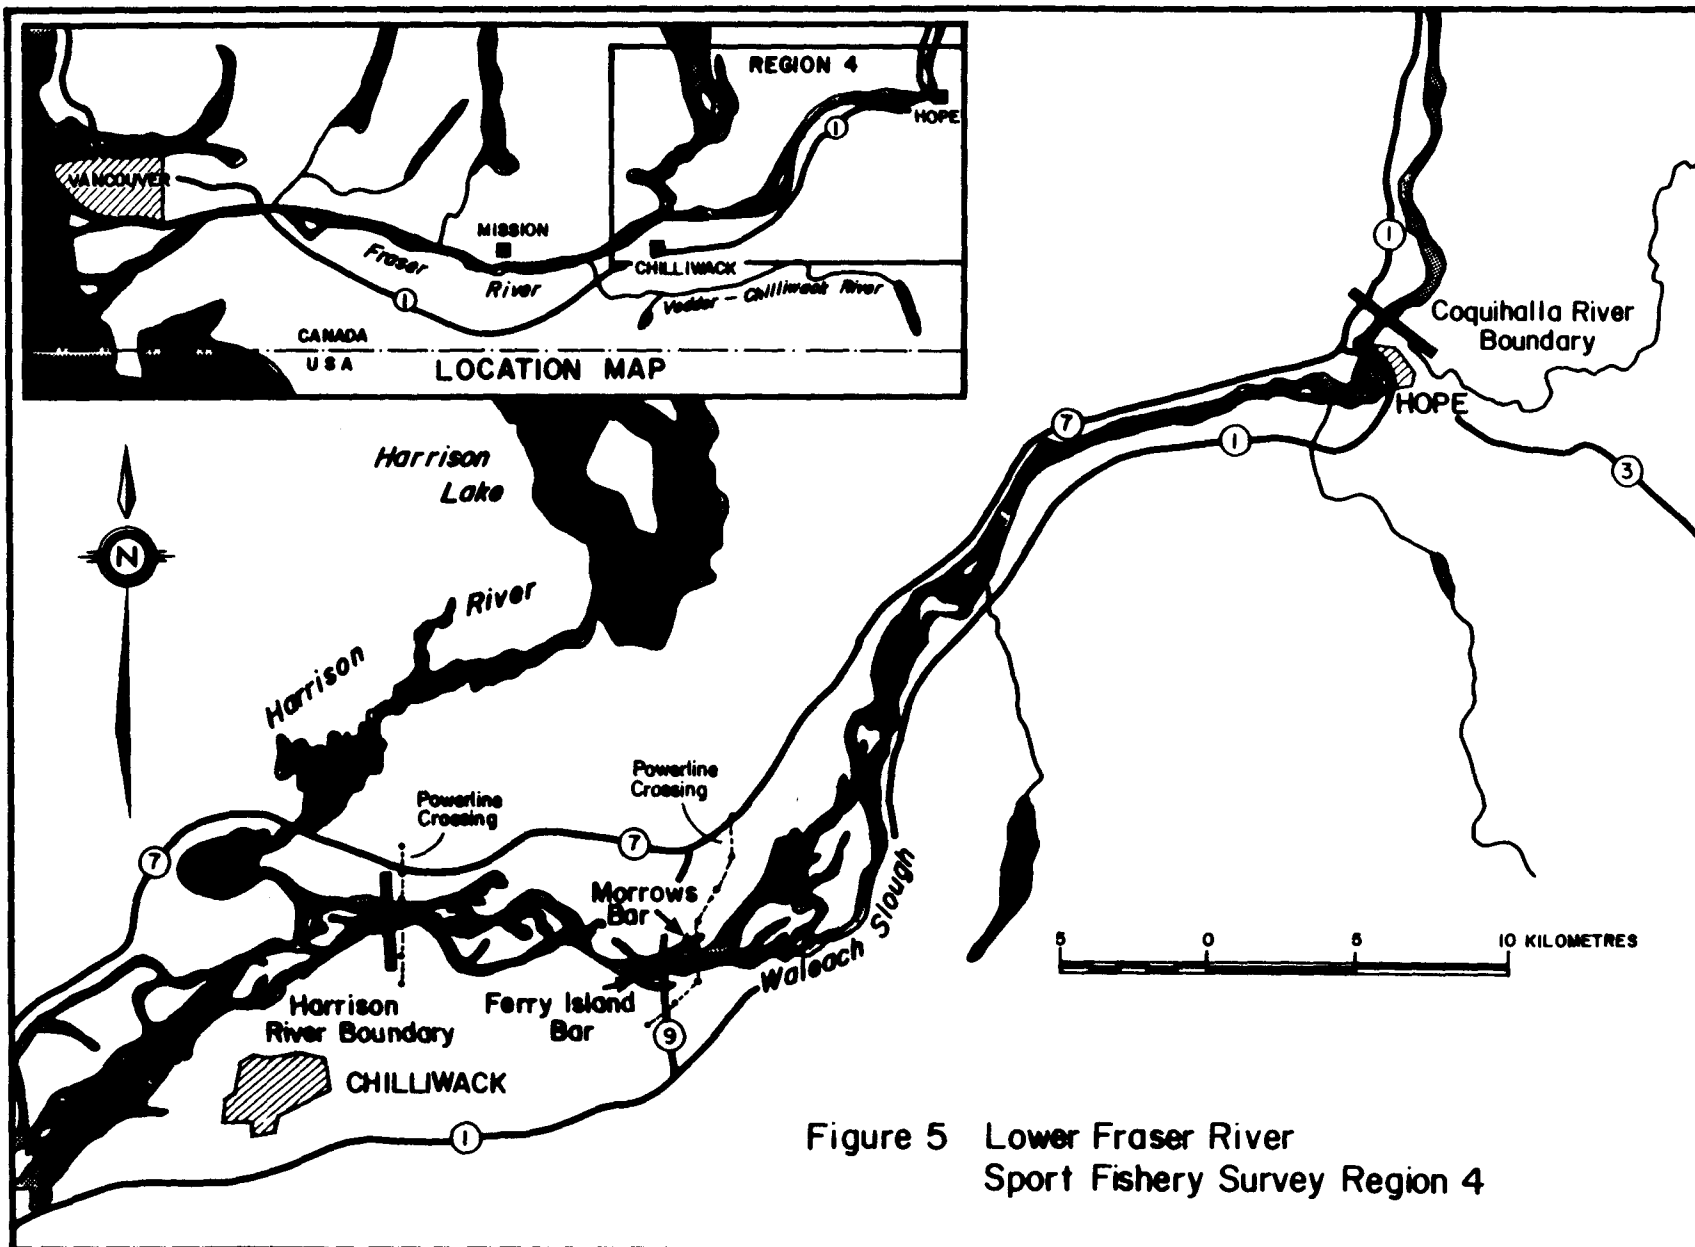 REGION 4
HOPE
1
VANCOUVER
MISSION
Fraser
River
CHILLIWACK
Vedder - Chilliwack River
1
CANADA
USA
LOCATION MAP
1
Coquihalla River
Boundary
HOPE
7
1
3
Harrison
Lake
N
River
Harrison
Powerline
Crossing
Powerline
Crossing
7
7
Morrows
Bar
Waleach Slough
5 0 5 10 KILOMETRES
Harrison
River Boundary
Ferry Island
Bar
9
CHILLIWACK
1
Figure 5 Lower Fraser River
Sport Fishery Survey Region 4